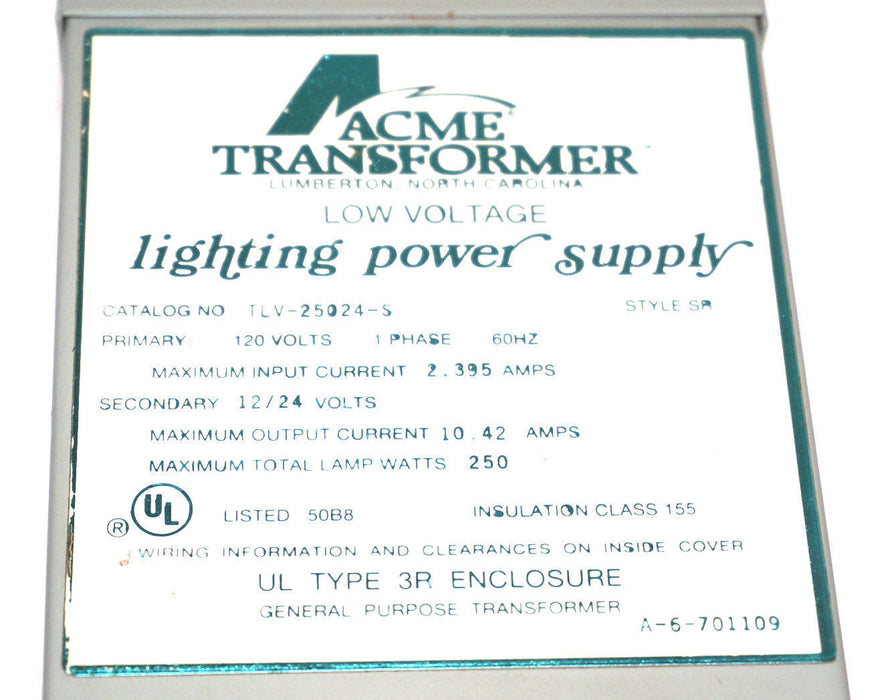 ACME®
TRANSFORMER™
LUMBERTON, NORTH CAROLINA
LOW VOLTAGE
lighting power supply
CATALOG NO TLV-25024-S STYLE SR
PRIMARY: 120 VOLTS 1 PHASE 60HZ
MAXIMUM INPUT CURRENT 2.395 AMPS
SECONDARY 12/24 VOLTS
MAXIMUM OUTPUT CURRENT 10.42 AMPS
MAXIMUM TOTAL LAMP WATTS 250
® UL LISTED 50B8 INSULATION CLASS 155
WIRING INFORMATION AND CLEARANCES ON INSIDE COVER
UL TYPE 3R ENCLOSURE
GENERAL PURPOSE TRANSFORMER
A-6-701109